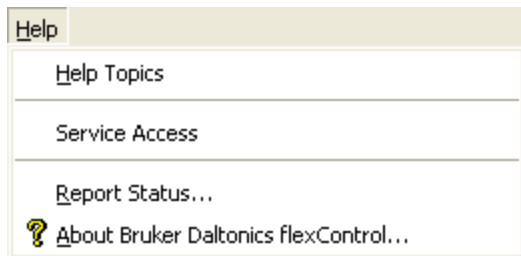 Help
Help Topics
Service Access
Report Status...
About Bruker Daltonics flexControl...